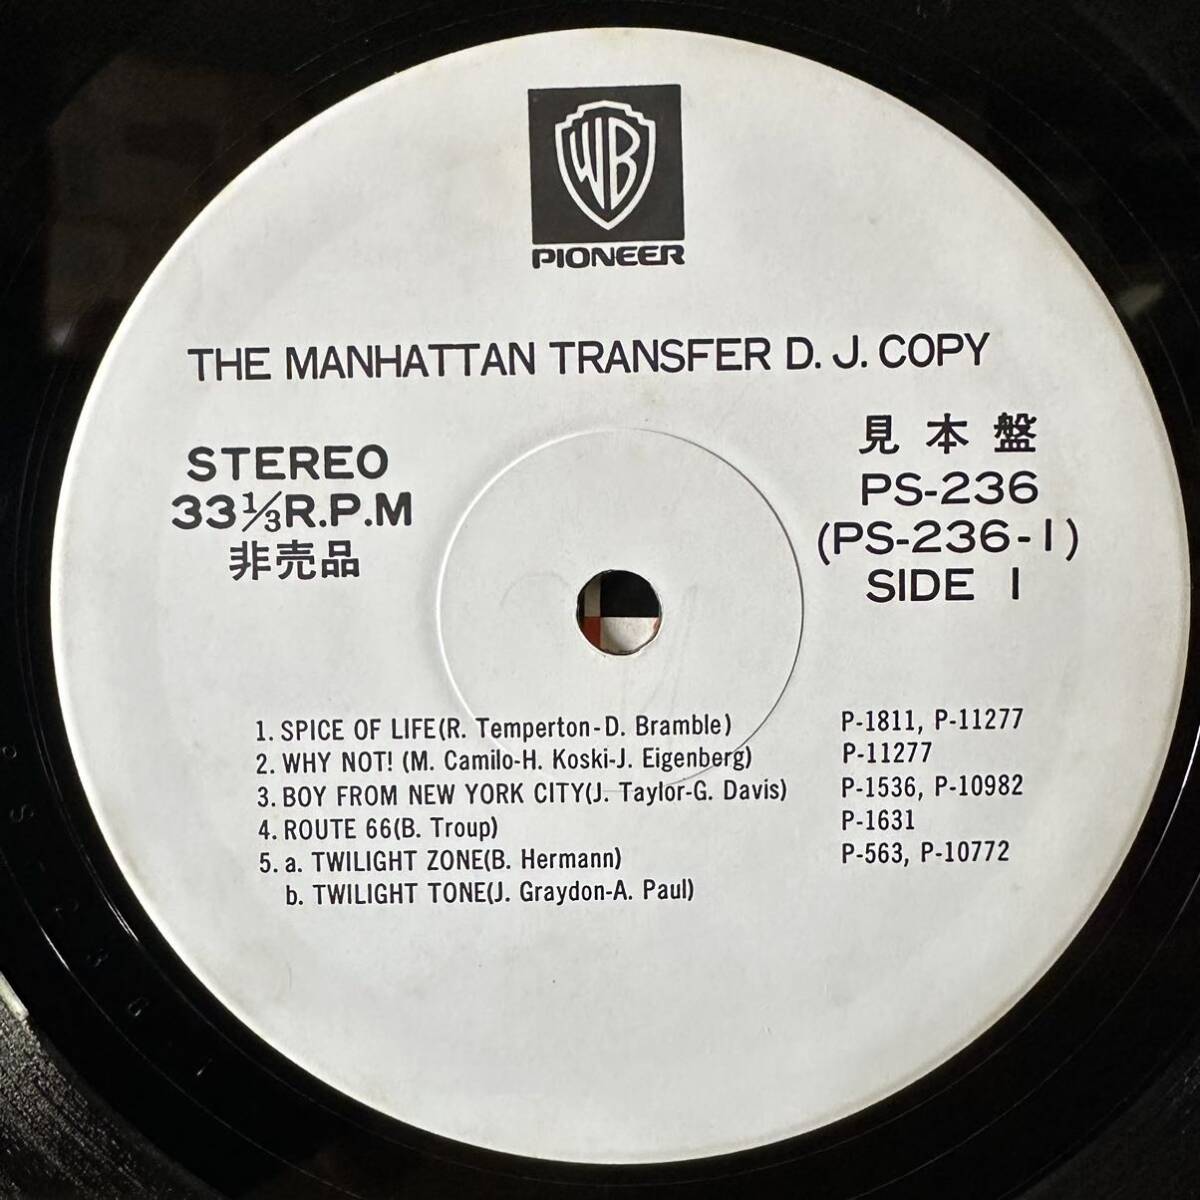 WB
PIONEER
THE MANHATTAN TRANSFER D. J. COPY
STEREO
33⅓R.P.M
非売品
見本盤
PS-236
(PS-236-1)
SIDE 1
1. SPICE OF LIFE(R. Temperton-D. Bramble) P-1811, P-11277
2. WHY NOT! (M. Camilo-H. Koski-J. Eigenberg) P-11277
3. BOY FROM NEW YORK CITY(J. Taylor-G. Davis) P-1536, P-10982
4. ROUTE 66(B. Troup) P-1631
5. a. TWILIGHT ZONE(B. Hermann) P-563, P-10772
b. TWILIGHT TONE(J. Graydon-A. Paul)